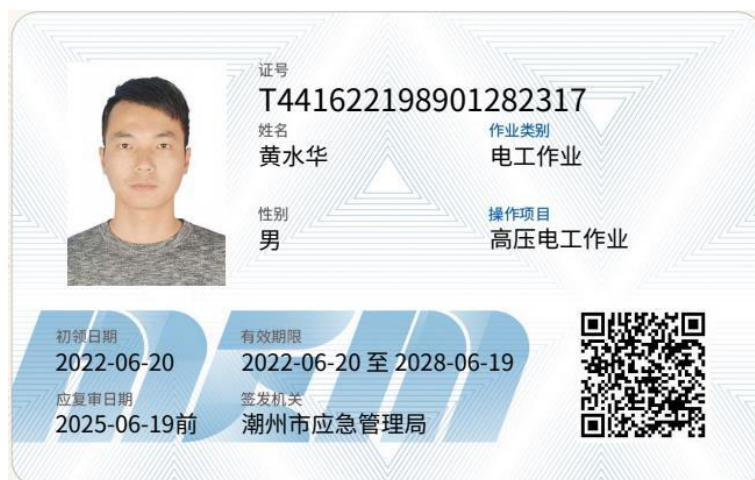 证号
T441622198901282317
姓名 作业类别
黄水华 电工作业
性别 操作项目
男 高压电工作业
初领日期 有效期限
2022-06-20 2022-06-20 至 2028-06-19
应复审日期 签发机关
2025-06-19前 潮州市应急管理局
mem